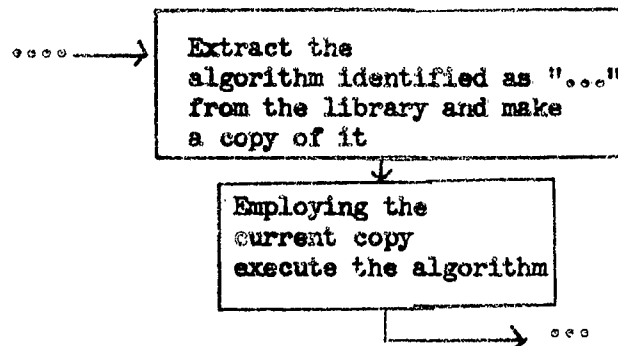 ....
Extract the
algorithm identified as "..."
from the library and make
a copy of it
Employing the
current copy
execute the algorithm
...